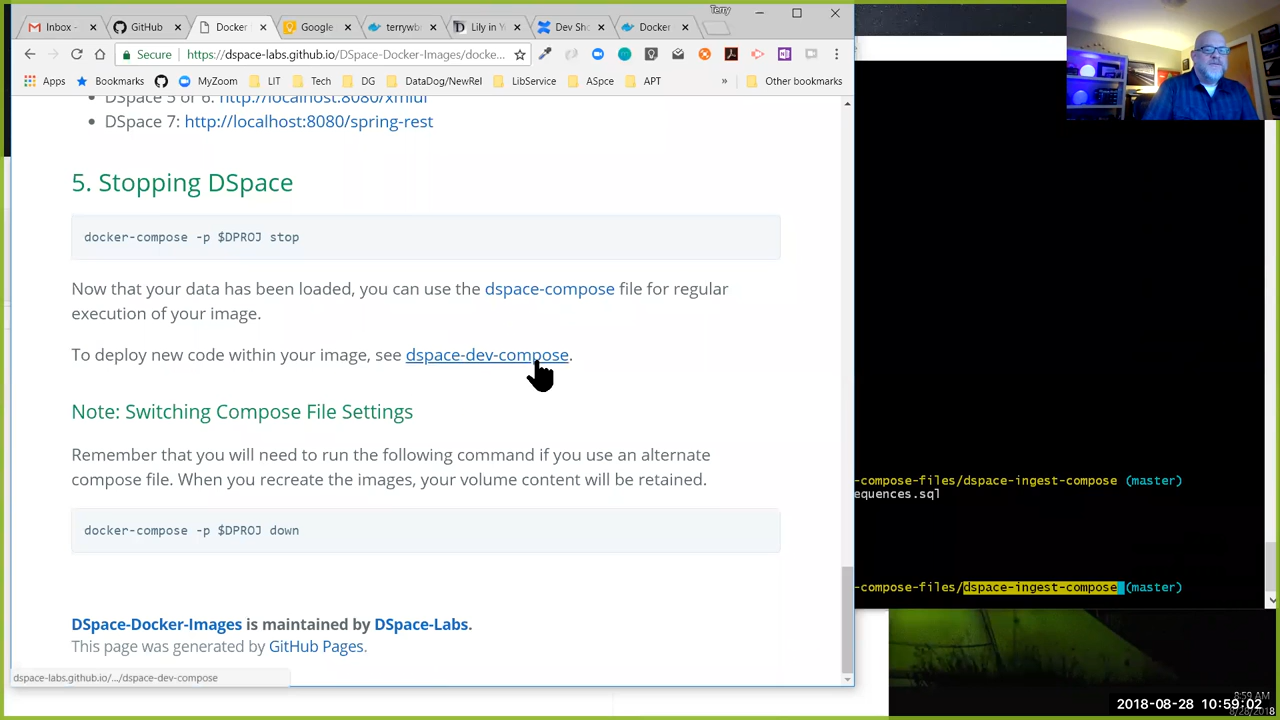 Terry
Inbox -
GitHub
Docker
Google
terrywb
Lily in Y
Dev Sh
Docker
Secure
https://dspace-labs.github.io/DSpace-Docker-Images/docke...
Apps
Bookmarks
MyZoom
LIT
Tech
DG
DataDog/NewRel
LibService
ASpce
APT
»
Other bookmarks
DSpace 5 or 6: http://localhost:8080/xmlui
DSpace 7: http://localhost:8080/spring-rest
5. Stopping DSpace
docker-compose -p $DPROJ stop
Now that your data has been loaded, you can use the dspace-compose file for regular
execution of your image.
To deploy new code within your image, see dspace-dev-compose.
Note: Switching Compose File Settings
Remember that you will need to run the following command if you use an alternate
compose file. When you recreate the images, your volume content will be retained.
docker-compose -p $DPROJ down
DSpace-Docker-Images is maintained by DSpace-Labs.
This page was generated by GitHub Pages.
dspace-labs.github.io/.../dspace-dev-compose
-compose-files/dspace-ingest-compose (master)
equences.sql
-compose-files/dspace-ingest-compose (master)
8:59 AM
2018-08-28 10:59:02